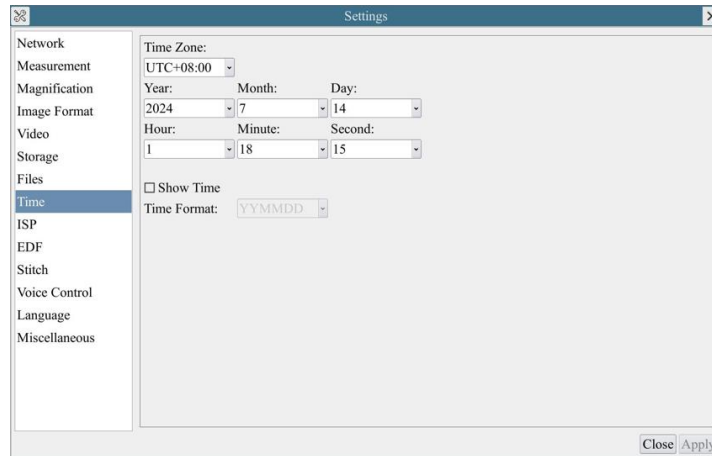 Settings
Network
Measurement
Magnification
Image Format
Video
Storage
Files
Time
ISP
EDF
Stitch
Voice Control
Language
Miscellaneous
Time Zone:
UTC+08:00
Year: Month: Day:
2024 7 14
Hour: Minute: Second:
1 18 15
Show Time
Time Format: YYMMDD
Close Apply